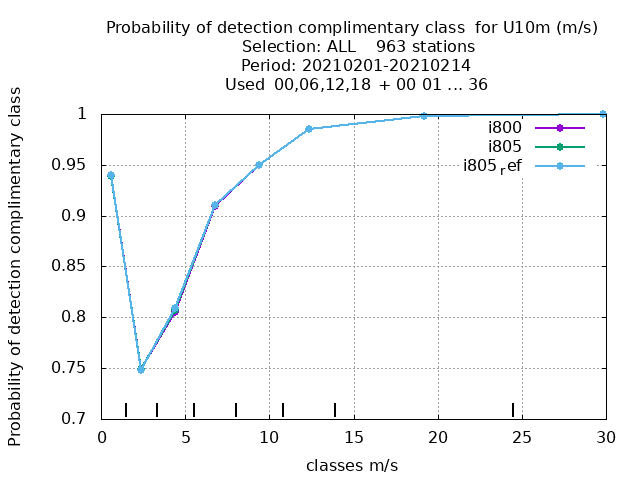 Probability of detection complimentary class  for U10m (m/s)
Selection: ALL    963 stations
Period: 20210201-20210214
Used  00,06,12,18  + 00 01 ... 36
Probability of detection complimentary class
1
0.95
0.9
0.85
0.8
0.75
0.7
i800
i805
i805ref
0 5 10 15 20 25 30
classes m/s